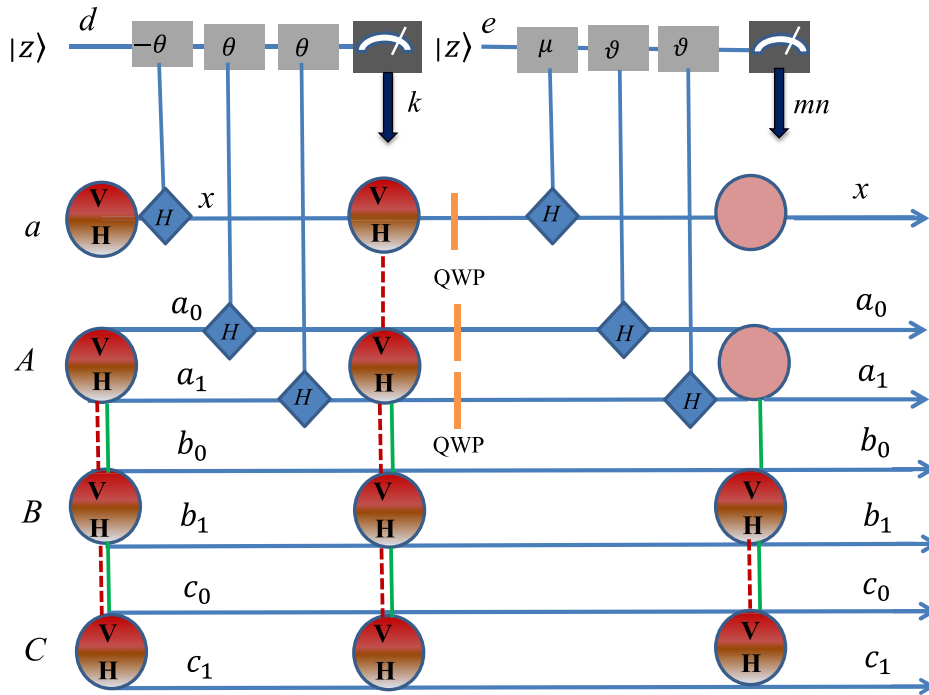 d e
|z⟩ −θ θ θ |z⟩ μ ϑ ϑ
k mn
V V
a H H x H H x
QWP
a₀ a₀
V H V H
A H H a₁ H H a₁
QWP
b₀ b₀
V V V
B H H H b₁ b₁
c₀ c₀
V V V
C H H H c₁ c₁